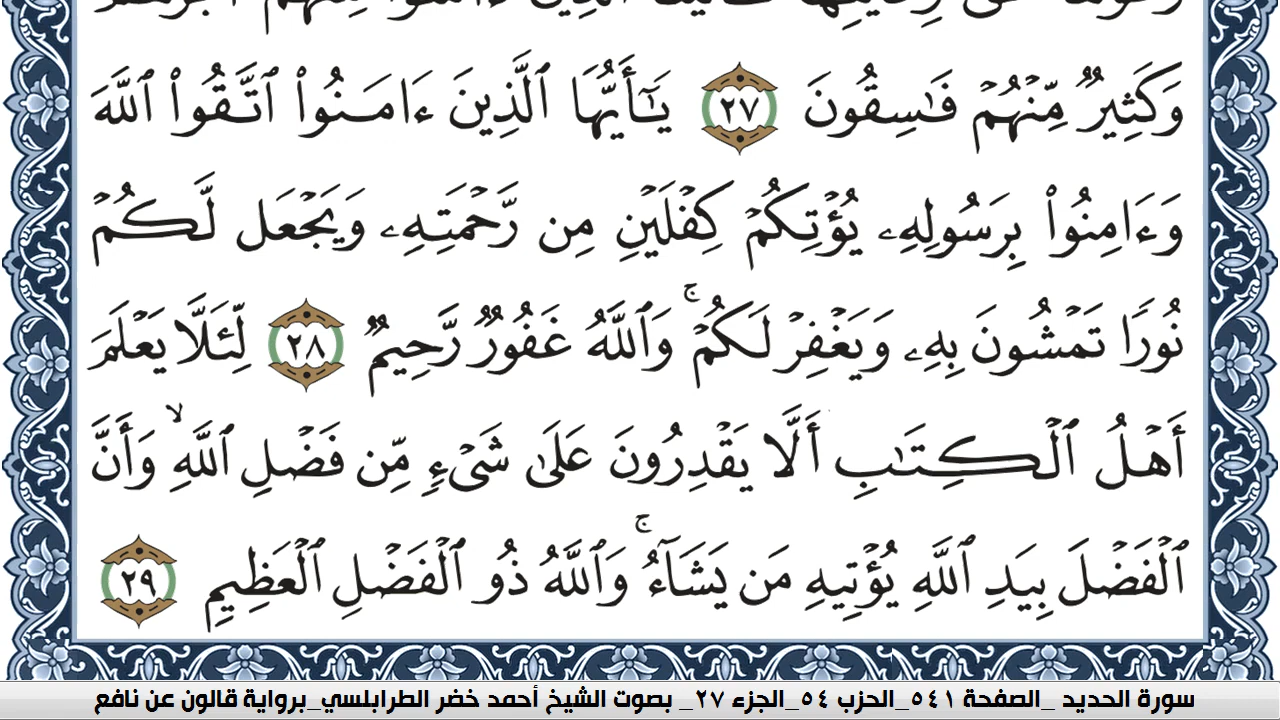 وَكَثِيرٌ مِّنْهُمْ فَٰسِقُونَ ٢٧ يَٰٓأَيُّهَا ٱلَّذِينَ ءَامَنُوا۟ ٱتَّقُوا۟ ٱللَّهَ
وَءَامِنُوا۟ بِرَسُولِهِۦ يُؤْتِكُمْ كِفْلَيْنِ مِن رَّحْمَتِهِۦ وَيَجْعَل لَّكُمْ
نُورًا تَمْشُونَ بِهِۦ وَيَغْفِرْ لَكُمْ ۚ وَٱللَّهُ غَفُورٌ رَّحِيمٌ ٢٨ لِّئَلَّا يَعْلَمَ
أَهْلُ ٱلْكِتَٰبِ أَلَّا يَقْدِرُونَ عَلَىٰ شَىْءٍ مِّن فَضْلِ ٱللَّهِ ۙ وَأَنَّ
ٱلْفَضْلَ بِيَدِ ٱللَّهِ يُؤْتِيهِ مَن يَشَآءُ ۚ وَٱللَّهُ ذُو ٱلْفَضْلِ ٱلْعَظِيمِ ٢٩
سورة الحديد _الصفحة ٥٤١_الحزب ٥٤_الجزء ٢٧_ بصوت الشيخ أحمد خضر الطرابلسي_برواية قالون عن نافع